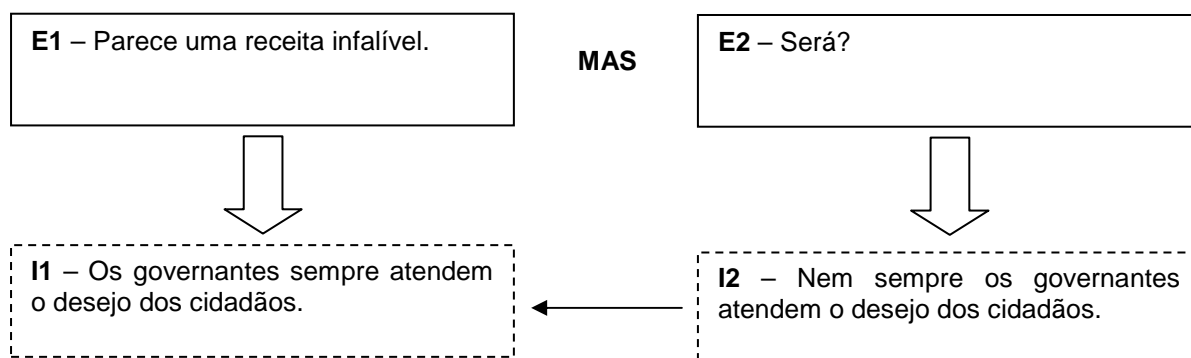 E1 – Parece uma receita infalível.
MAS
E2 – Será?
I1 – Os governantes sempre atendem
o desejo dos cidadãos.
I2 – Nem sempre os governantes
atendem o desejo dos cidadãos.